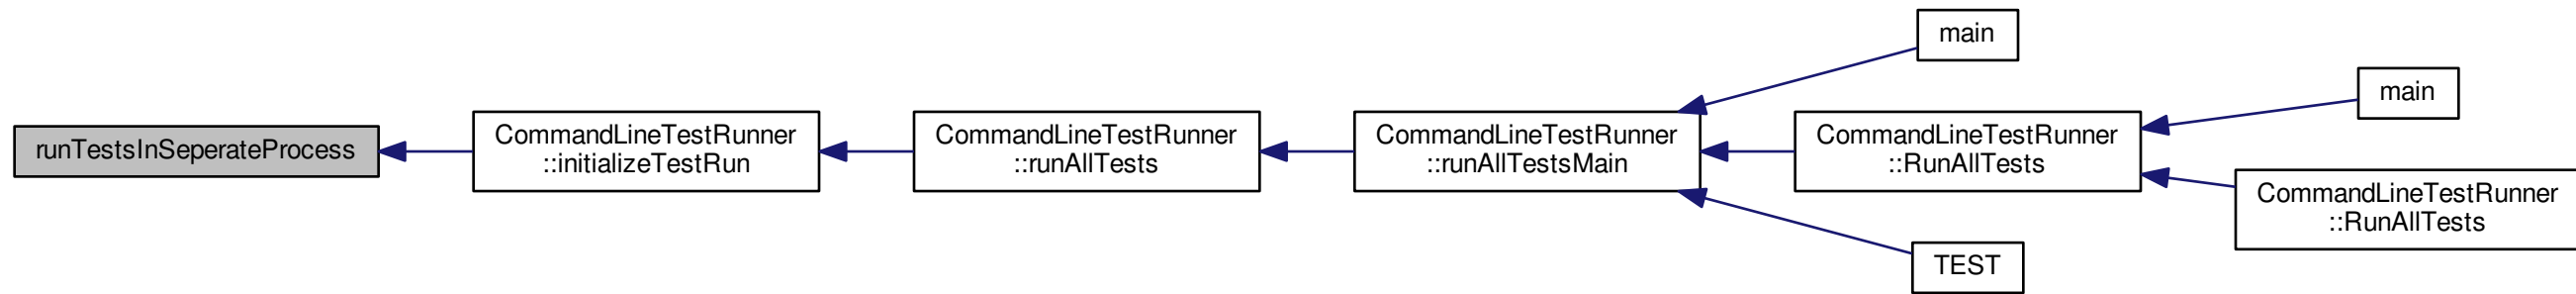 runTestsInSeperateProcess
CommandLineTestRunner
::initializeTestRun
CommandLineTestRunner
::runAllTests
CommandLineTestRunner
::runAllTestsMain
main
CommandLineTestRunner
::RunAllTests
TEST
main
CommandLineTestRunner
::RunAllTests